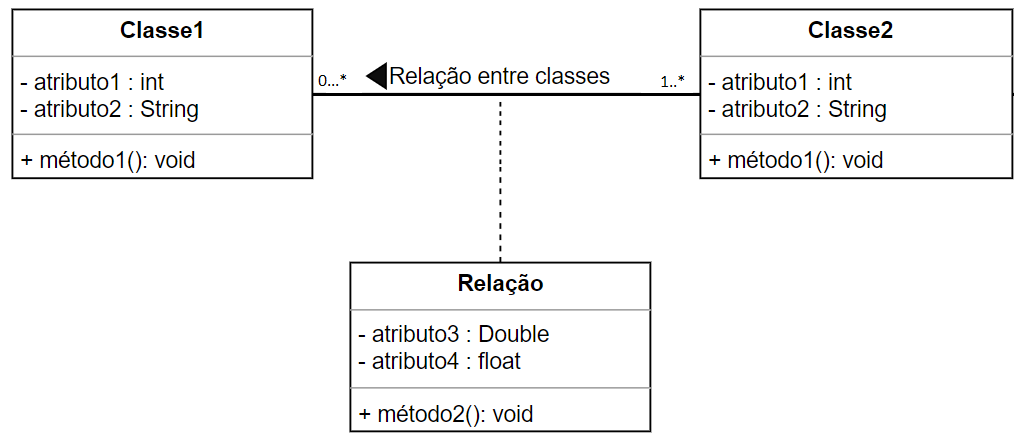 Classe1
- atributo1 : int
- atributo2 : String
+ método1(): void
0...*
Relação entre classes
1..*
Classe2
- atributo1 : int
- atributo2 : String
+ método1(): void
Relação
- atributo3 : Double
- atributo4 : float
+ método2(): void